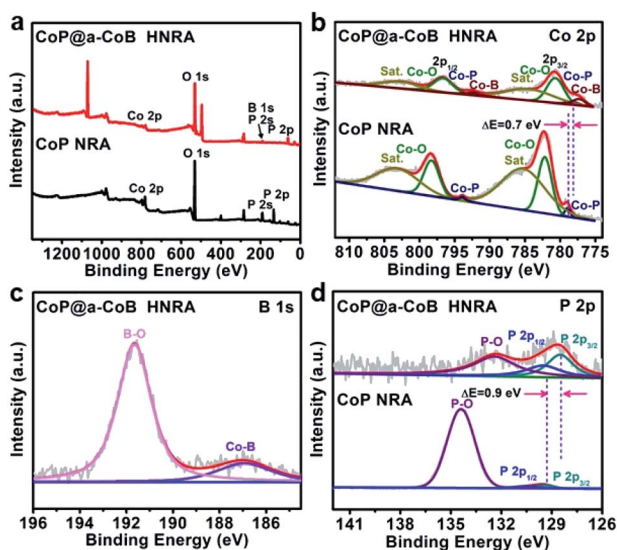 a
CoP@a-CoB HNRA
O 1s
Co 2p
B 1s
P 2s
P 2p
CoP NRA
O 1s
Co 2p
P 2p
P 2s
Intensity (a.u.)
1200 1000 800 600 400 200 0
Binding Energy (eV)
b
CoP@a-CoB HNRA Co 2p
2p1/2 2p3/2
Sat. Co-O Co-P Co-B Sat. Co-O Co-P Co-B
CoP NRA ΔE=0.7 eV
Co-O
Sat. Co-O Sat.
Co-P Co-P
Intensity (a.u.)
810 805 800 795 790 785 780 775
Binding Energy (eV)
c
CoP@a-CoB HNRA B 1s
B-O
Co-B
Intensity (a.u.)
196 194 192 190 188 186
Binding Energy (eV)
d
CoP@a-CoB HNRA P 2p
P-O P 2p1/2 P 2p3/2
ΔE=0.9 eV
CoP NRA P-O
P 2p1/2 P 2p3/2
Intensity (a.u.)
141 138 135 132 129 126
Binding Energy (eV)